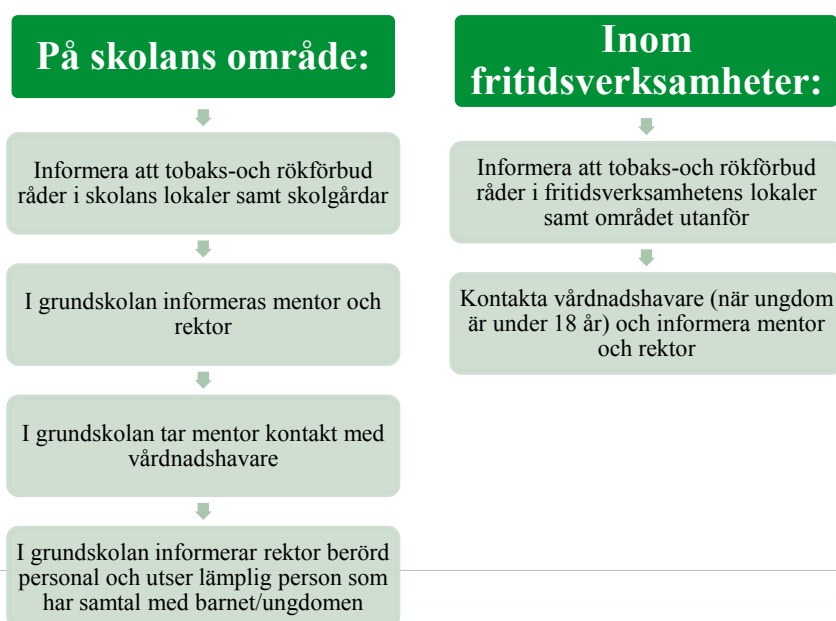 På skolans område:
Informera att tobaks-och rökförbud
råder i skolans lokaler samt skolgårdar
I grundskolan informeras mentor och
rektor
I grundskolan tar mentor kontakt med
vårdnadshavare
I grundskolan informerar rektor berörd
personal och utser lämplig person som
har samtal med barnet/ungdomen
Inom
fritidsverksamheter:
Informera att tobaks-och rökförbud
råder i fritidsverksamhetens lokaler
samt området utanför
Kontakta vårdnadshavare (när ungdom
är under 18 år) och informera mentor
och rektor